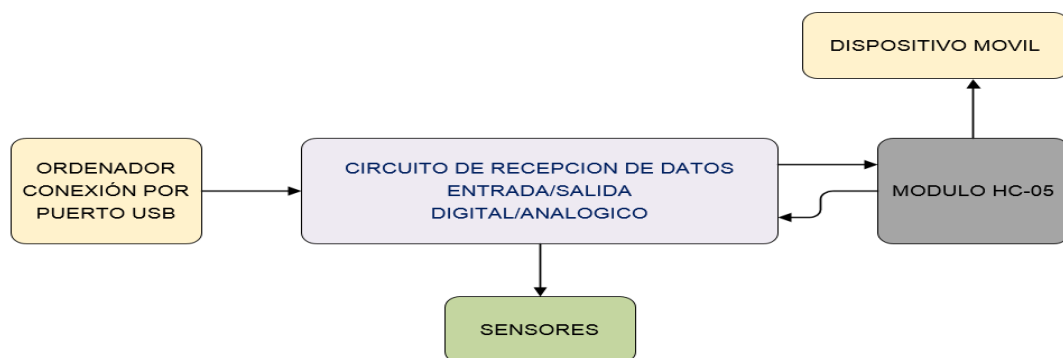 DISPOSITIVO MOVIL
ORDENADOR
CONEXIÓN POR
PUERTO USB
CIRCUITO DE RECEPCION DE DATOS
ENTRADA/SALIDA
DIGITAL/ANALOGICO
MODULO HC-05
SENSORES